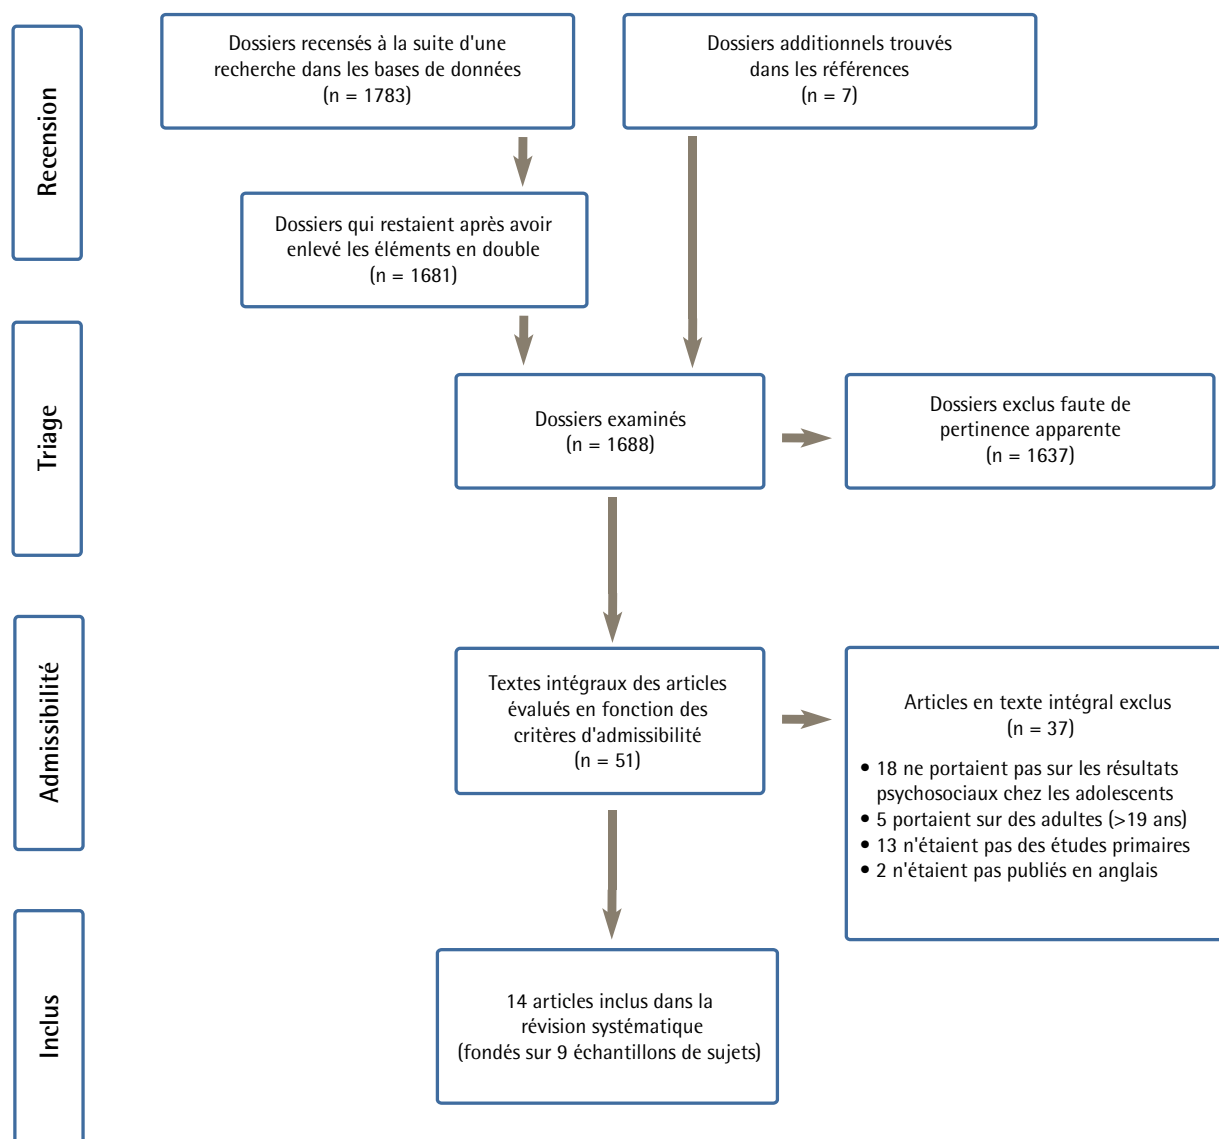 Recension
Dossiers recensés à la suite d'une
recherche dans les bases de données
(n = 1783)
Dossiers additionnels trouvés
dans les références
(n = 7)
Dossiers qui restaient après avoir
enlevé les éléments en double
(n = 1681)
Triage
Dossiers examinés
(n = 1688)
Dossiers exclus faute de
pertinence apparente
(n = 1637)
Admissibilité
Textes intégraux des articles
évalués en fonction des
critères d'admissibilité
(n = 51)
Articles en texte intégral exclus
(n = 37)
• 18 ne portaient pas sur les résultats
psychosociaux chez les adolescents
• 5 portaient sur des adultes (>19 ans)
• 13 n'étaient pas des études primaires
• 2 n'étaient pas publiés en anglais
Inclus
14 articles inclus dans la
révision systématique
(fondés sur 9 échantillons de sujets)